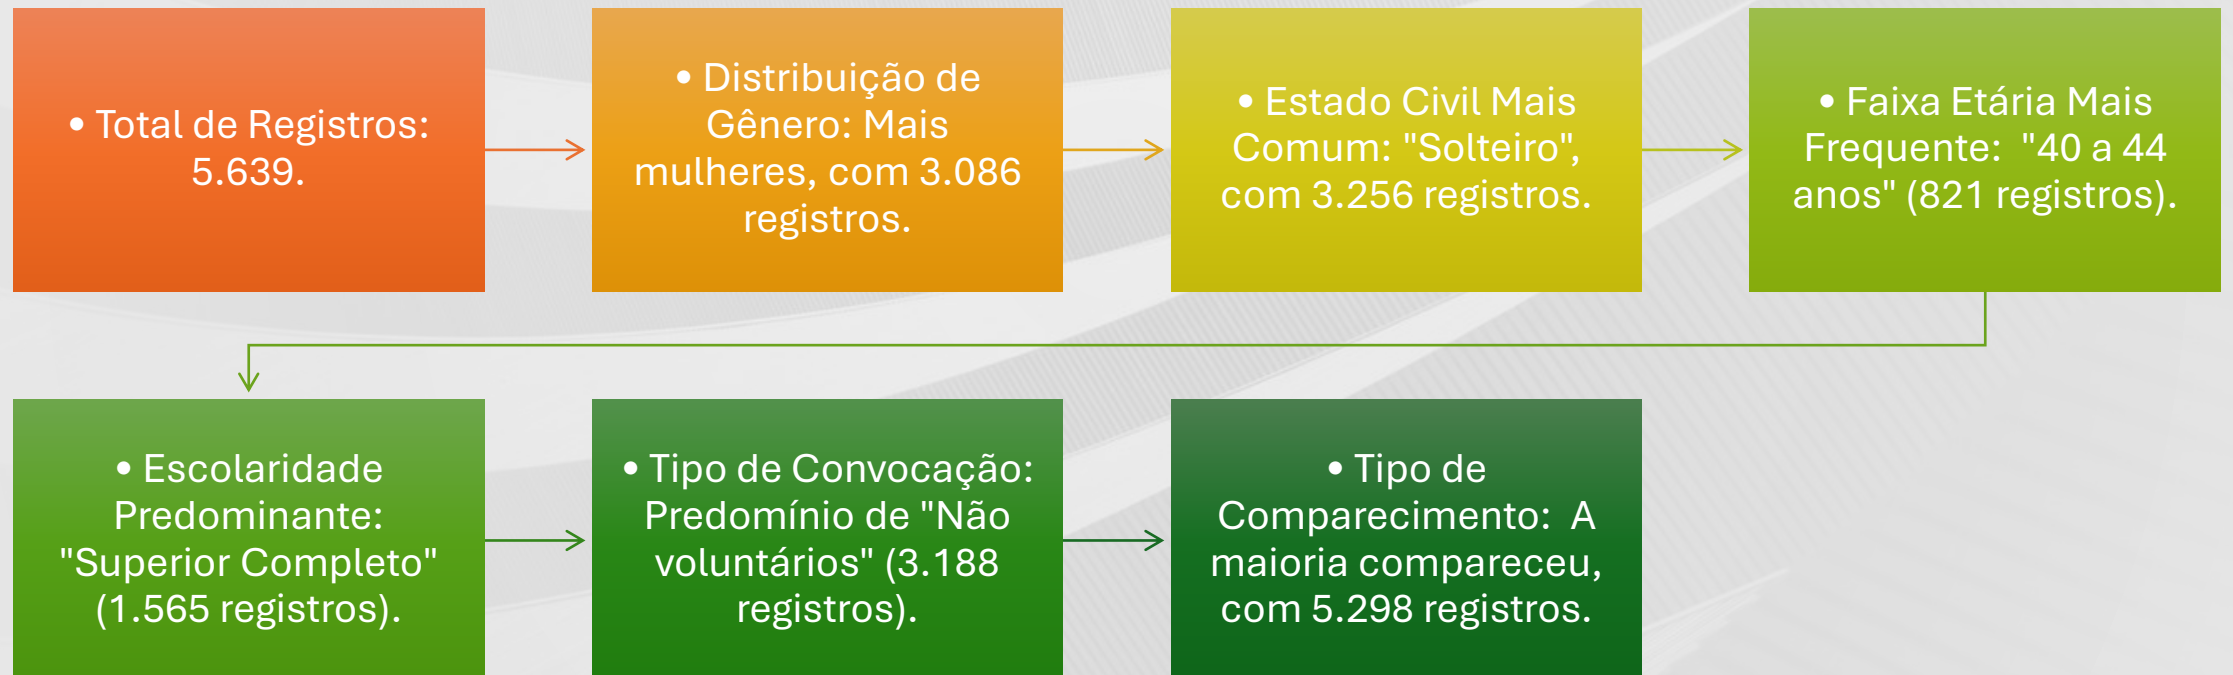 • Total de Registros:
5.639.
• Distribuição de
Gênero: Mais
mulheres, com 3.086
registros.
• Estado Civil Mais
Comum: "Solteiro",
com 3.256 registros.
• Faixa Etária Mais
Frequente:  "40 a 44
anos" (821 registros).
• Escolaridade
Predominante:
"Superior Completo"
(1.565 registros).
• Tipo de Convocação:
Predomínio de "Não
voluntários" (3.188
registros).
• Tipo de
Comparecimento:  A
maioria compareceu,
com 5.298 registros.